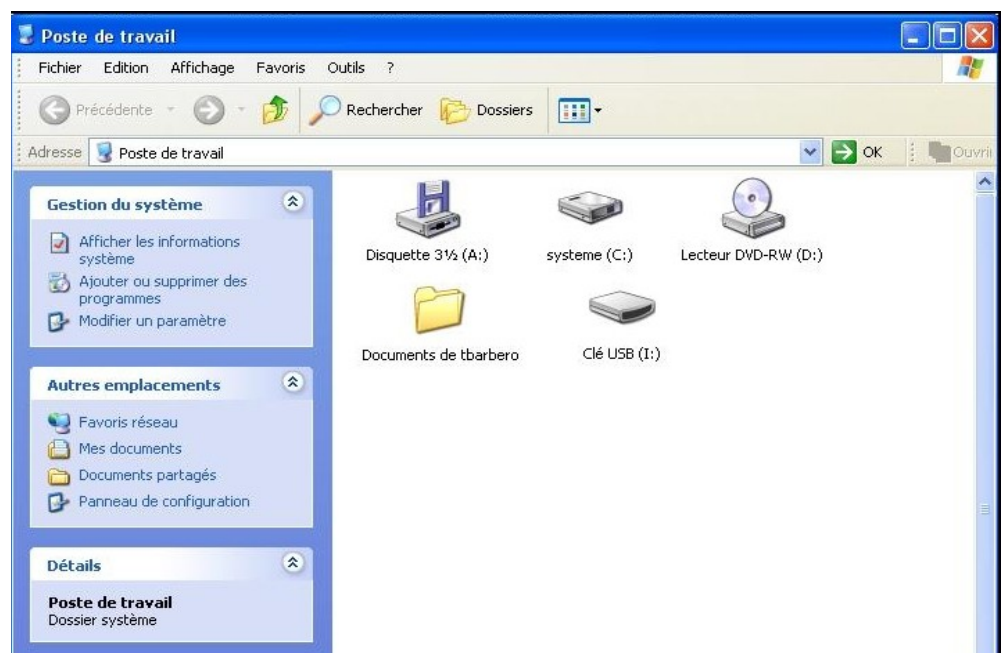 Poste de travail
Fichier Edition Affichage Favoris Outils ?
Précédente Rechercher Dossiers
Adresse Poste de travail OK Ouvrir
Gestion du système
Afficher les informations
système
Ajouter ou supprimer des
programmes
Modifier un paramètre
Autres emplacements
Favoris réseau
Mes documents
Documents partagés
Panneau de configuration
Détails
Poste de travail
Dossier système
Disquette 3½ (A:) systeme (C:) Lecteur DVD-RW (D:)
Documents de tbarbero Clé USB (I:)